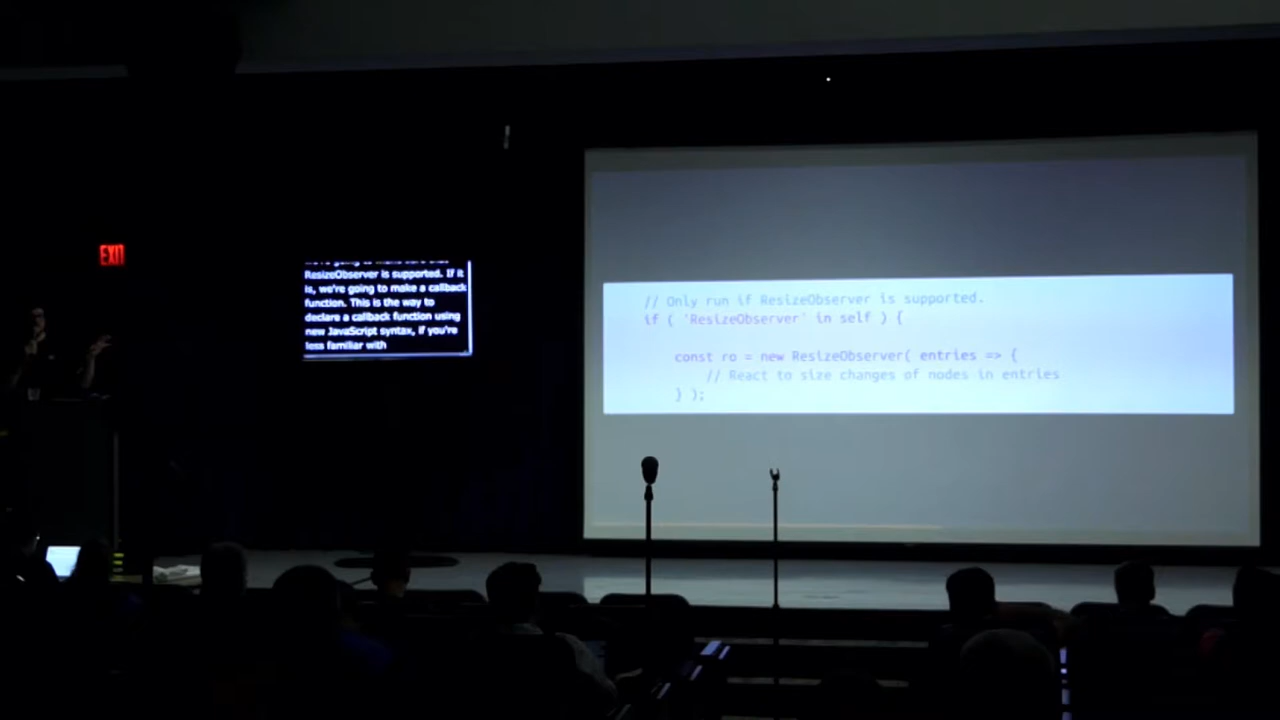 EXIT
ResizeObserver is supported. If it
is, we're going to make a callback
function. This is the way to
declare a callback function using
new JavaScript syntax, if you're
less familiar with
// Only run if ResizeObserver is supported.
if ( 'ResizeObserver' in self ) {
const ro = new ResizeObserver( entries => {
// React to size changes of nodes in entries
} );